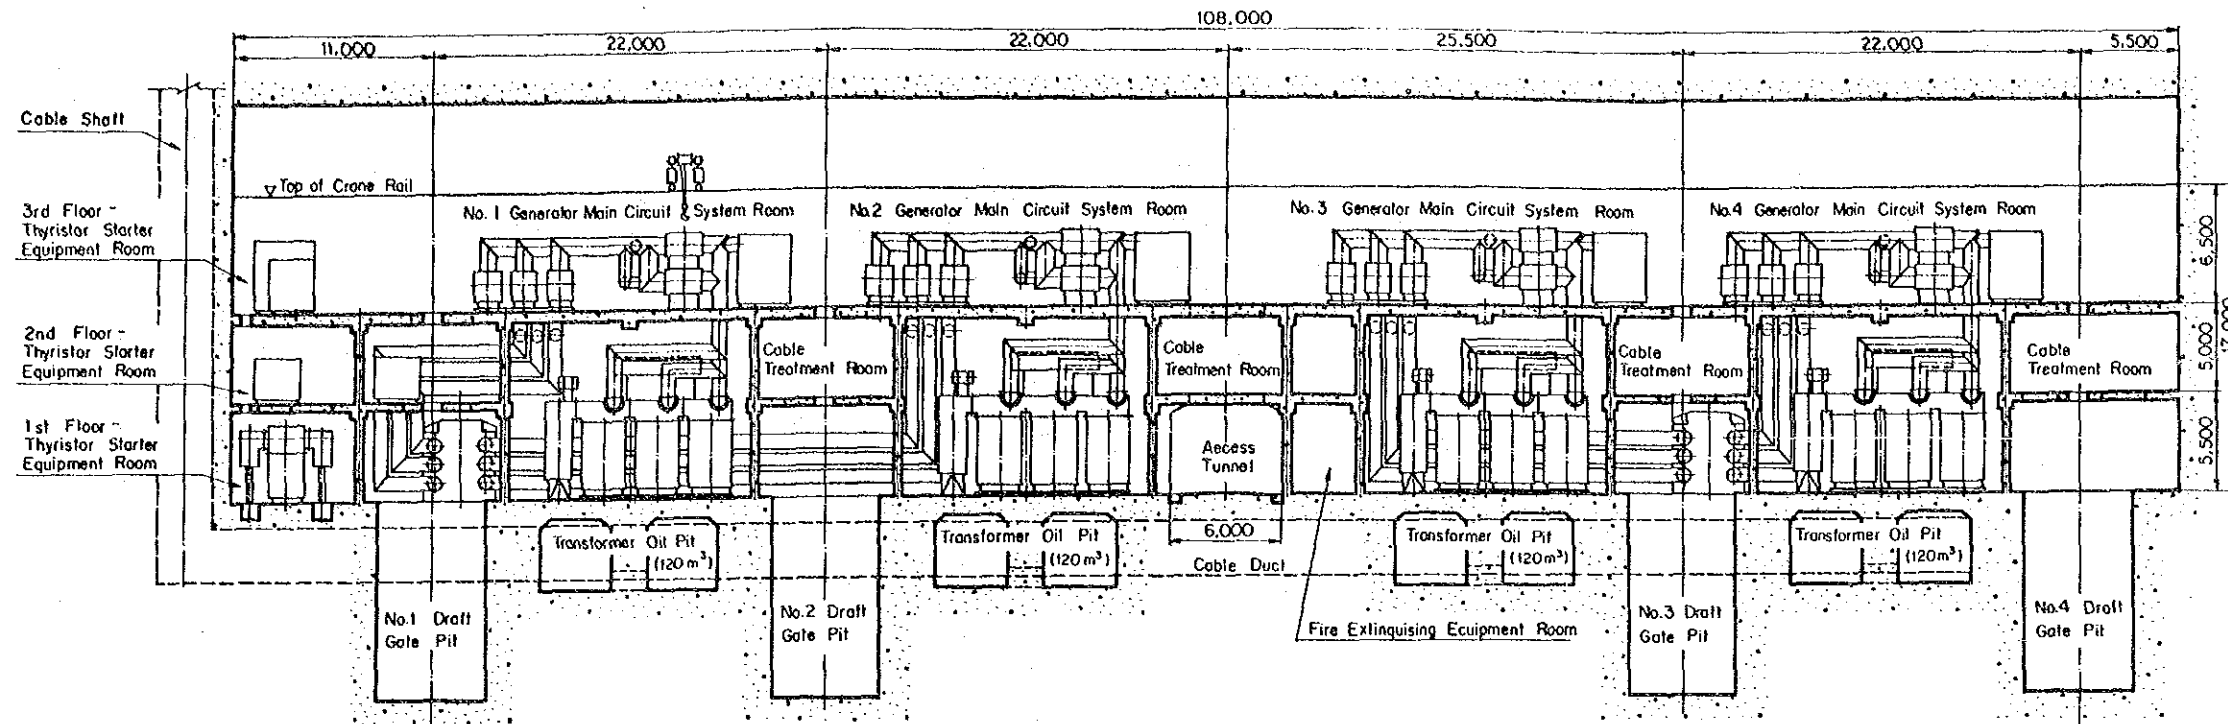 108,000
11,000
22,000
22,000
25,500
22,000
5,500
Cable Shaft
Top of Crane Rail
3rd Floor -
Thyristor Starter
Equipment Room
No. 1 Generator Main Circuit System Room
No.2 Generator Main Circuit System Room
No.3 Generator Main Circuit System Room
No.4 Generator Main Circuit System Room
6,500
17,000
2nd Floor -
Thyristor Starter
Equipment Room
Cable
Treatment Room
Cable
Treatment Room
Cable
Treatment Room
Cable
Treatment Room
5,000
1st Floor -
Thyristor Starter
Equipment Room
Access
Tunnel
5,500
Transformer Oil Pit
(120 m³)
Transformer Oil Pit
(120 m³)
6,000
Transformer Oil Pit
(120 m³)
Transformer Oil Pit
(120 m³)
Cable Duct
No.1 Draft
Gate Pit
No.2 Draft
Gate Pit
Fire Extinquising Ecuipment Room
No.3 Draft
Gate Pit
No.4 Draft
Gate Pit